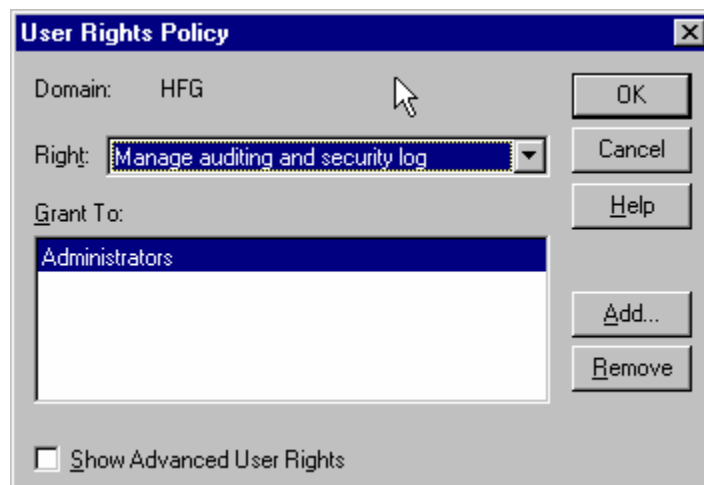 User Rights Policy
Domain: HFG
OK
Right: Manage auditing and security log
Cancel
Grant To:
Help
Administrators
Add...
Remove
Show Advanced User Rights